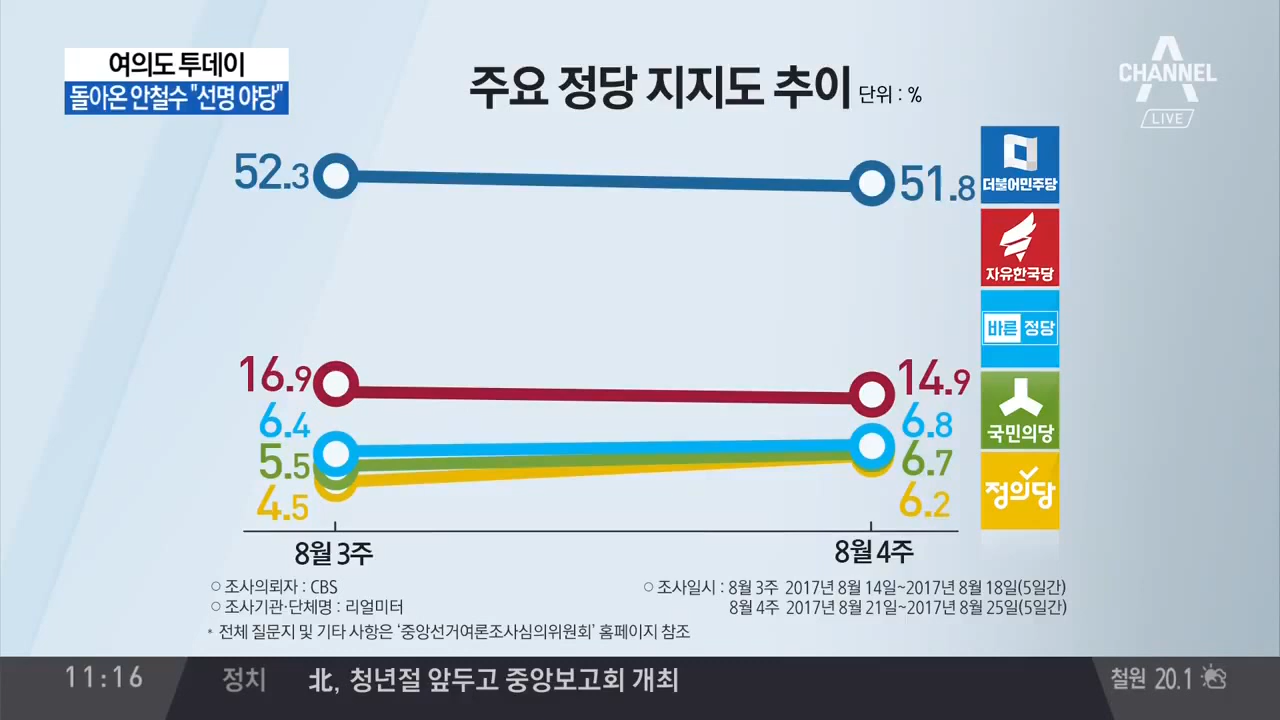 여의도 투데이
돌아온 안철수 "선명 야당"
주요 정당 지지도 추이 단위 : %
CHANNEL A
LIVE
52.3
51.8
더불어민주당
자유한국당
바른 정당
국민의당
정의당
16.9
14.9
6.4
6.8
5.5
6.7
4.5
6.2
8월 3주
8월 4주
○ 조사의뢰자 : CBS
○ 조사기관·단체명 : 리얼미터
* 전체 질문지 및 기타 사항은 '중앙선거여론조사심의위원회' 홈페이지 참조
○ 조사일시 : 8월 3주 2017년 8월 14일~2017년 8월 18일(5일간)
8월 4주 2017년 8월 21일~2017년 8월 25일(5일간)
11:16 정치 北, 청년절 앞두고 중앙보고회 개최 철원 20.1